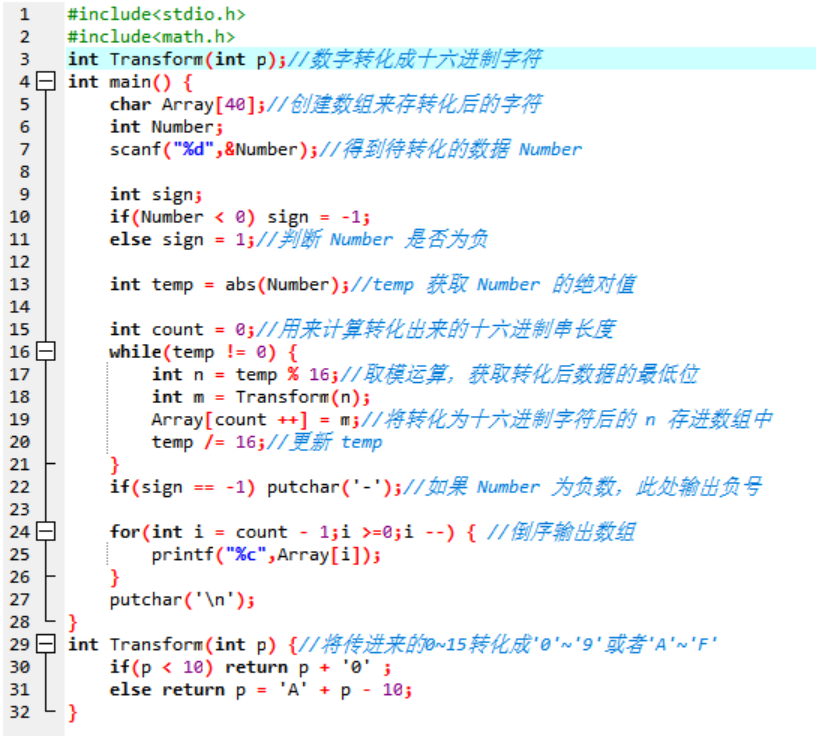 1 #include<stdio.h>
2 #include<math.h>
3 int Transform(int p);//数字转化成十六进制字符
4 int main() {
5     char Array[40];//创建数组来存转化后的字符
6     int Number;
7     scanf("%d",&Number);//得到待转化的数据 Number
8
9     int sign;
10     if(Number < 0) sign = -1;
11     else sign = 1;//判断 Number 是否为负
12
13     int temp = abs(Number);//temp 获取 Number 的绝对值
14
15     int count = 0;//用来计算转化出来的十六进制串长度
16     while(temp != 0) {
17         int n = temp % 16;//取模运算，获取转化后数据的最低位
18         int m = Transform(n);
19         Array[count ++] = m;//将转化为十六进制字符后的 n 存进数组中
20         temp /= 16;//更新 temp
21     }
22     if(sign == -1) putchar('-');//如果 Number 为负数，此处输出负号
23
24     for(int i = count - 1;i >=0;i --) { //倒序输出数组
25         printf("%c",Array[i]);
26     }
27     putchar('\n');
28 }
29 int Transform(int p) {//将传进来的0~15转化成'0'~'9'或者'A'~'F'
30     if(p < 10) return p + '0' ;
31     else return p = 'A' + p - 10;
32 }